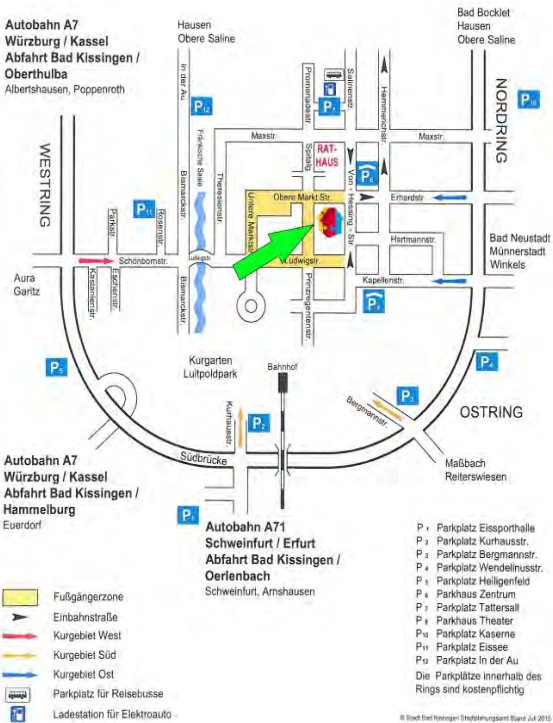 Autobahn A7
Würzburg / Kassel
Abfahrt Bad Kissingen /
Oberthulba
Albertshausen, Poppenroth
Hausen
Obere Saline
Bad Bocklet
Hausen
Obere Saline
In der Au
P12
Promenadestr.
Salinenstr.
P7
Hemmerichstr.
NORDRING
P10
Maxstr.
Maxstr.
Fränkische Saale
Theresienstr.
Spitalg
RAT-
HAUS
P6
WESTRING
Bismarckstr.
Obere Markt Str.
Von - Hessing - Str
Erhardstr
P11
Parkstr.
Rosenstr.
Hartmannstr.
Bad Neustadt
Münnerstadt
Winkels
Schönbornstr.
Ludwigstr.
Aura
Garitz
Kastanienstr.
Eschenstr.
Bismarckstr.
Prinzregentenstr.
Kapellenstr.
P8
Kurgarten
Luitpoldpark
Bahnhof
P4
P5
P3
Bergmannstr.
OSTRING
Kurhausstr.
P2
Südbrücke
Maßbach
Reiterswiesen
Autobahn A7
Würzburg / Kassel
Abfahrt Bad Kissingen /
Hammelburg
Euerdorf
P1
Autobahn A71
Schweinfurt / Erfurt
Abfahrt Bad Kissingen /
Oerlenbach
Schweinfurt, Arnshausen
Fußgängerzone
Einbahnstraße
Kurgebiet West
Kurgebiet Süd
Kurgebiet Ost
Parkplatz für Reisebusse
Ladestation für Elektroauto
P1 Parkplatz Eissporthalle
P2 Parkplatz Kurhausstr.
P3 Parkplatz Bergmannstr.
P4 Parkplatz Wendelinusstr.
P5 Parkplatz Heiligenfeld
P6 Parkhaus Zentrum
P7 Parkplatz Tattersall
P8 Parkhaus Theater
P10 Parkplatz Kaserne
P11 Parkplatz Eissee
P12 Parkplatz In der Au
Die Parkplätze innerhalb des
Rings sind kostenpflichtig
© Stadt Bad Kissingen Stadtplanungsamt Stand Juli 2015